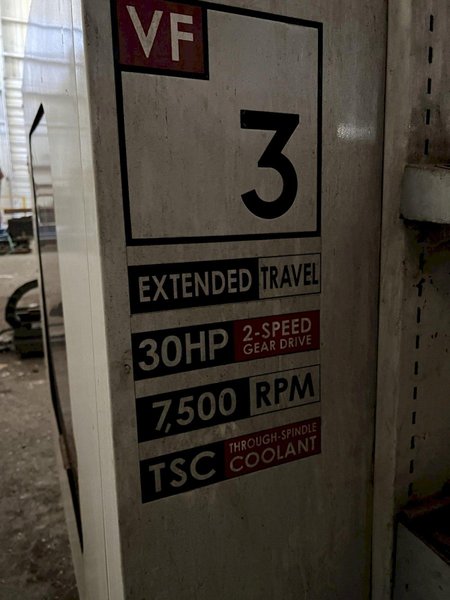 VF
3
EXTENDED TRAVEL
30HP 2-SPEED GEAR DRIVE
7,500 RPM
TSC THROUGH-SPINDLE COOLANT